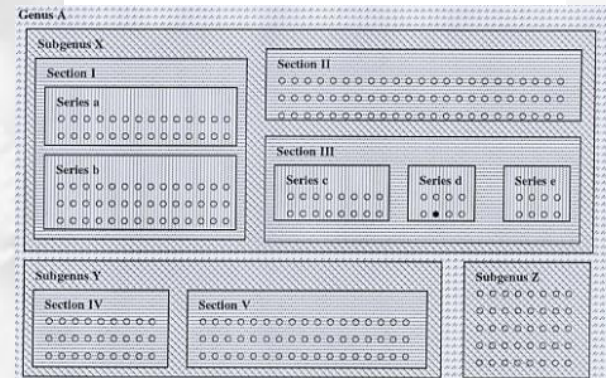 Genus A
Subgenus X
Section I
Series a
Series b
Section II
Section III
Series c
Series d
Series e
Subgenus Y
Section IV
Section V
Subgenus Z